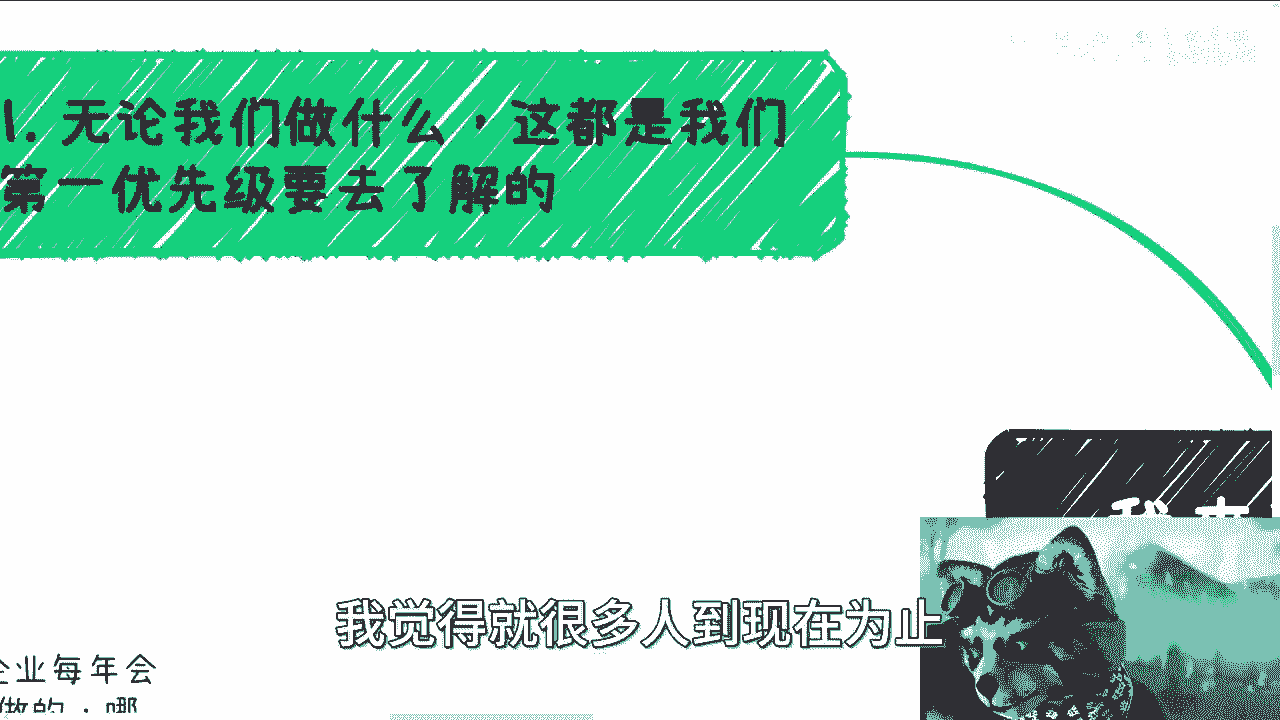 1. 无论我们做什么，这都是我们
第一优先级要去了解的
我觉得就很多人到现在为止
企业每年会
做的，哪